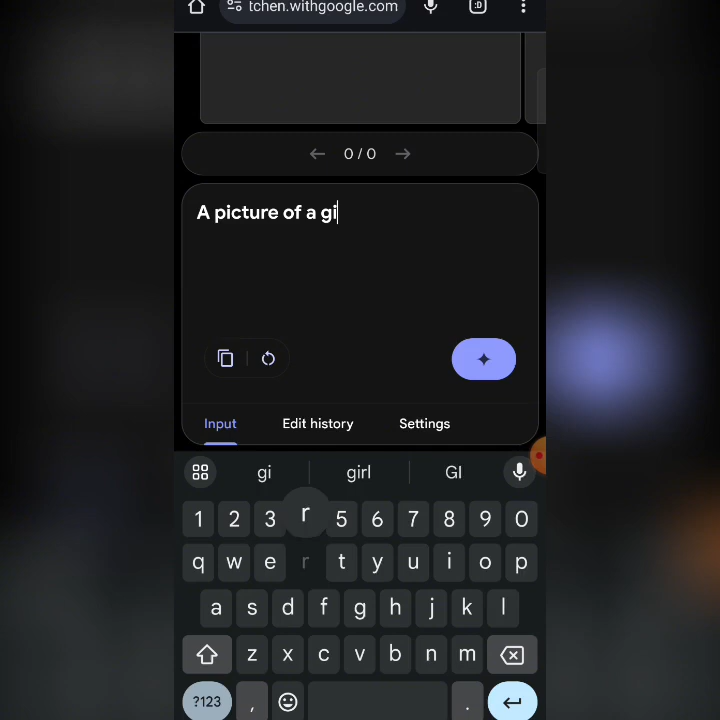 tchen.withgoogle.com :D
0 / 0
A picture of a gi
Input Edit history Settings
gi girl GI
1 2 3 r 5 6 7 8 9 0
q w e r t y u i o p
a s d f g h j k l
z x c v b n m
?123 , .